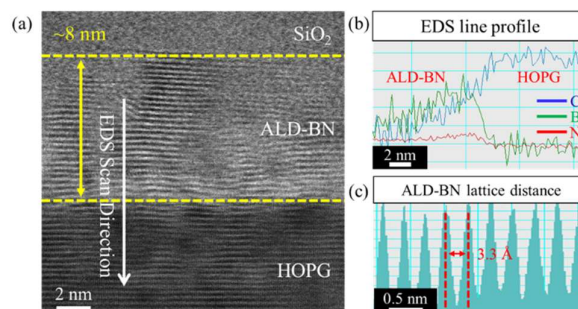 (a)
~8 nm
SiO₂
EDS Scan Direction
ALD-BN
HOPG
2 nm
(b)
EDS line profile
ALD-BN
HOPG
C
B
N
2 nm
(c)
ALD-BN lattice distance
3.3 Å
0.5 nm